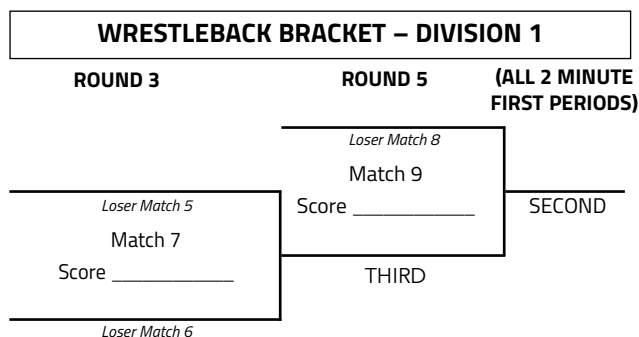 WRESTLEBACK BRACKET – DIVISION 1
ROUND 3
ROUND 5
(ALL 2 MINUTE
FIRST PERIODS)
Loser Match 8
Match 9
Score ____________
SECOND
Loser Match 5
Match 7
Score ____________
THIRD
Loser Match 6